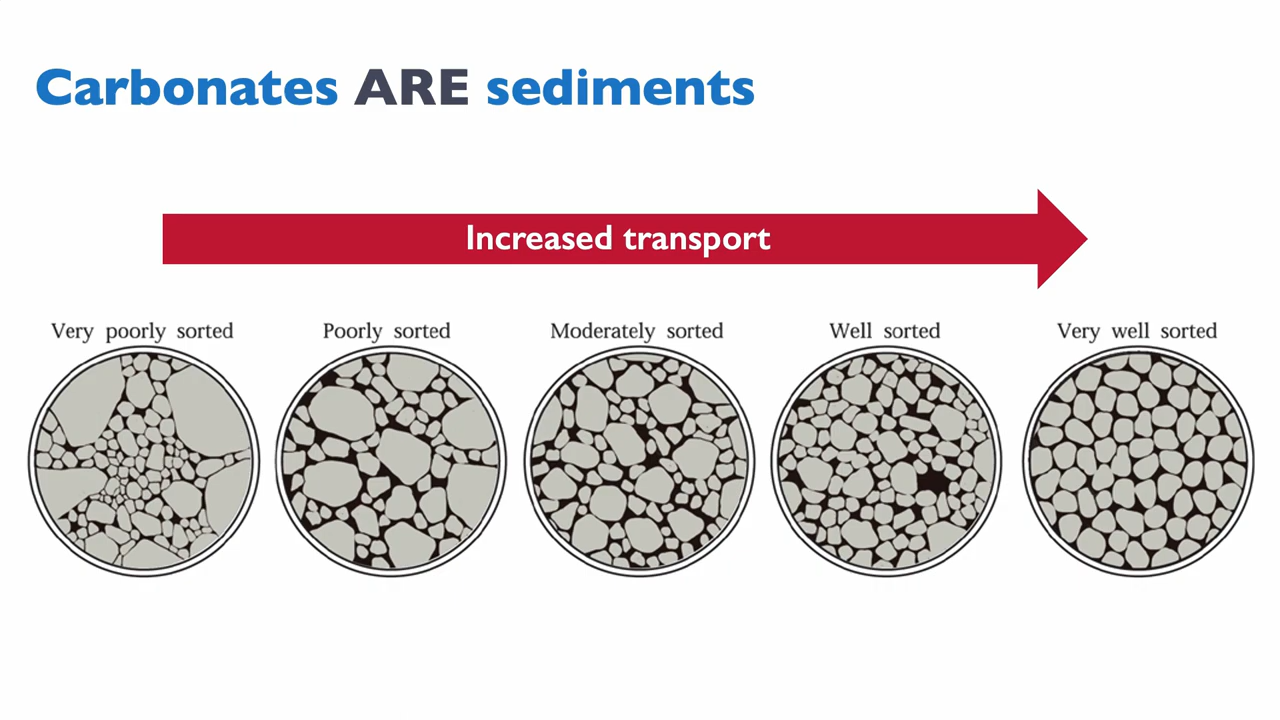 Carbonates ARE sediments
Increased transport
Very poorly sorted
Poorly sorted
Moderately sorted
Well sorted
Very well sorted